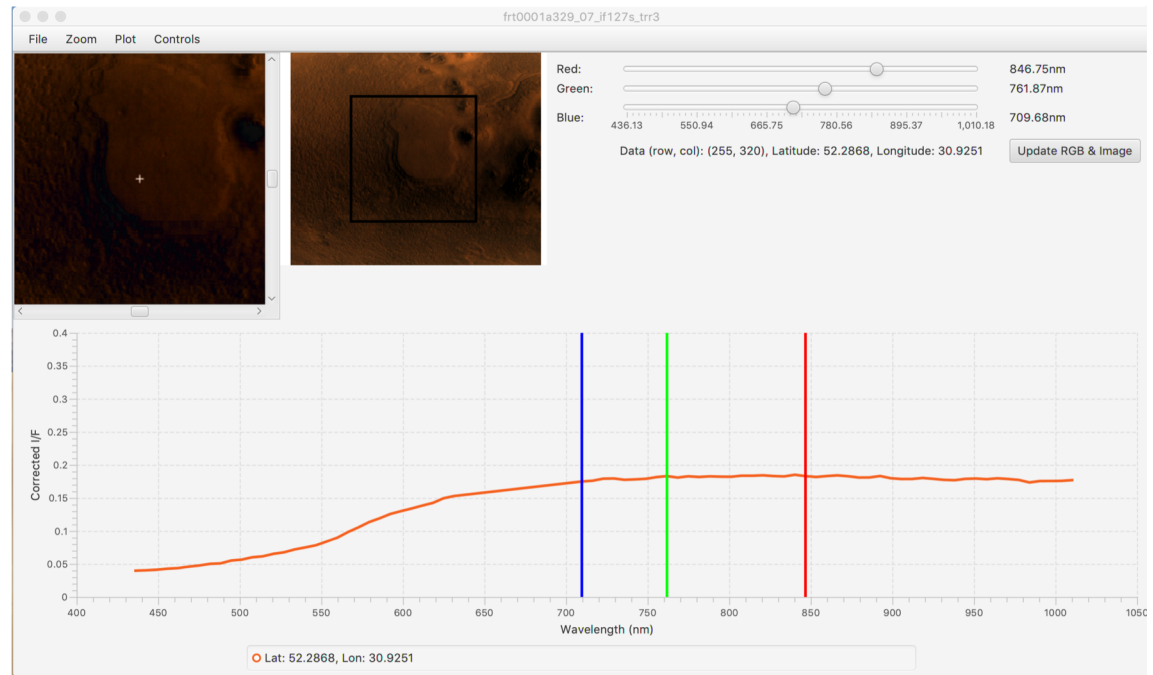 frt0001a329_07_if127s_trr3
File Zoom Plot Controls
Red: 846.75nm
Green: 761.87nm
Blue: 709.68nm
436.13 550.94 665.75 780.56 895.37 1,010.18
Data (row, col): (255, 320), Latitude: 52.2868, Longitude: 30.9251
Update RGB & Image
0.4
0.35
0.3
0.25
0.2
0.15
0.1
0.05
0
Corrected I/F
400 450 500 550 600 650 700 750 800 850 900 950 1000 1050
Wavelength (nm)
Lat: 52.2868, Lon: 30.9251